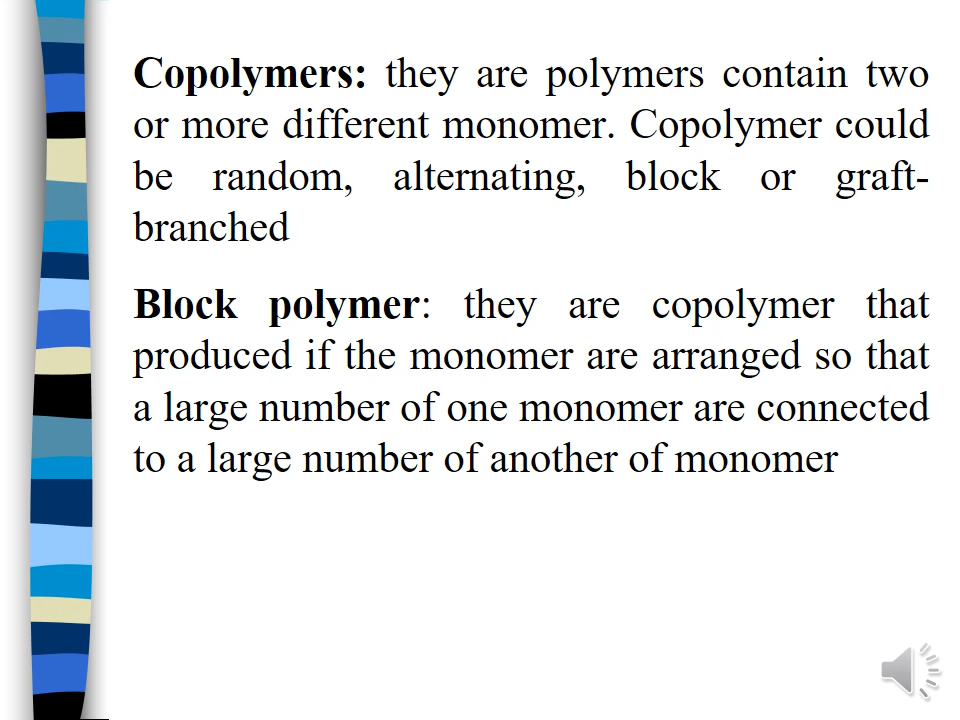 Copolymers: they are polymers contain two
or more different monomer. Copolymer could
be random, alternating, block or graft-
branched
Block polymer: they are copolymer that
produced if the monomer are arranged so that
a large number of one monomer are connected
to a large number of another of monomer